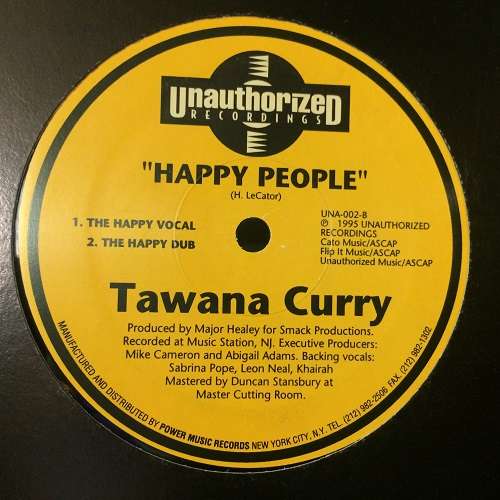 Unauthorized
RECORDINGS
"HAPPY PEOPLE"
(H. LeCator)
1. THE HAPPY VOCAL
2. THE HAPPY DUB
UNA-002-B
℗ 1995 UNAUTHORIZED
RECORDINGS
Cato Music/ASCAP
Flip It Music/ASCAP
Unauthorized Music/ASCAP
Tawana Curry
Produced by Major Healey for Smack Productions.
Recorded at Music Station, NJ. Executive Producers:
Mike Cameron and Abigail Adams. Backing vocals:
Sabrina Pope, Leon Neal, Khairah
Mastered by Duncan Stansbury at
Master Cutting Room.
MANUFACTURED AND DISTRIBUTED BY POWER MUSIC RECORDS NEW YORK CITY, N.Y. TEL. (212) 982-2506 FAX. (212) 982-1302